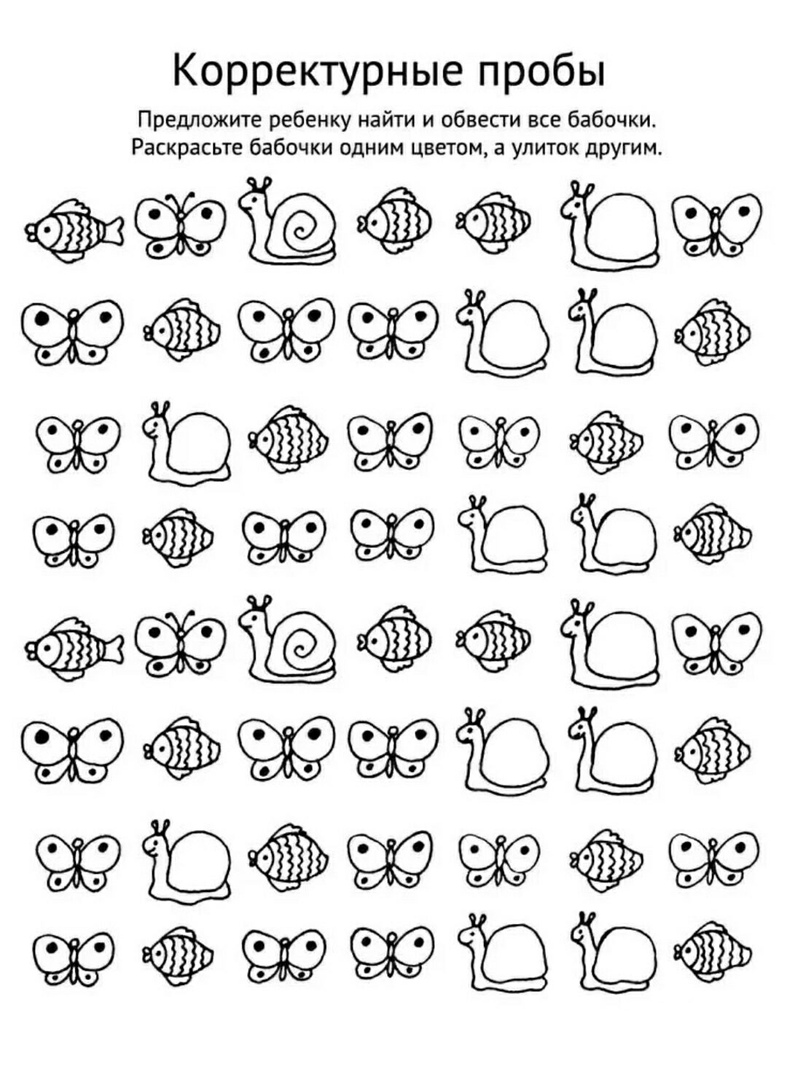 Корректурные пробы
Предложите ребенку найти и обвести все бабочки.
Раскрасьте бабочки одним цветом, а улиток другим.